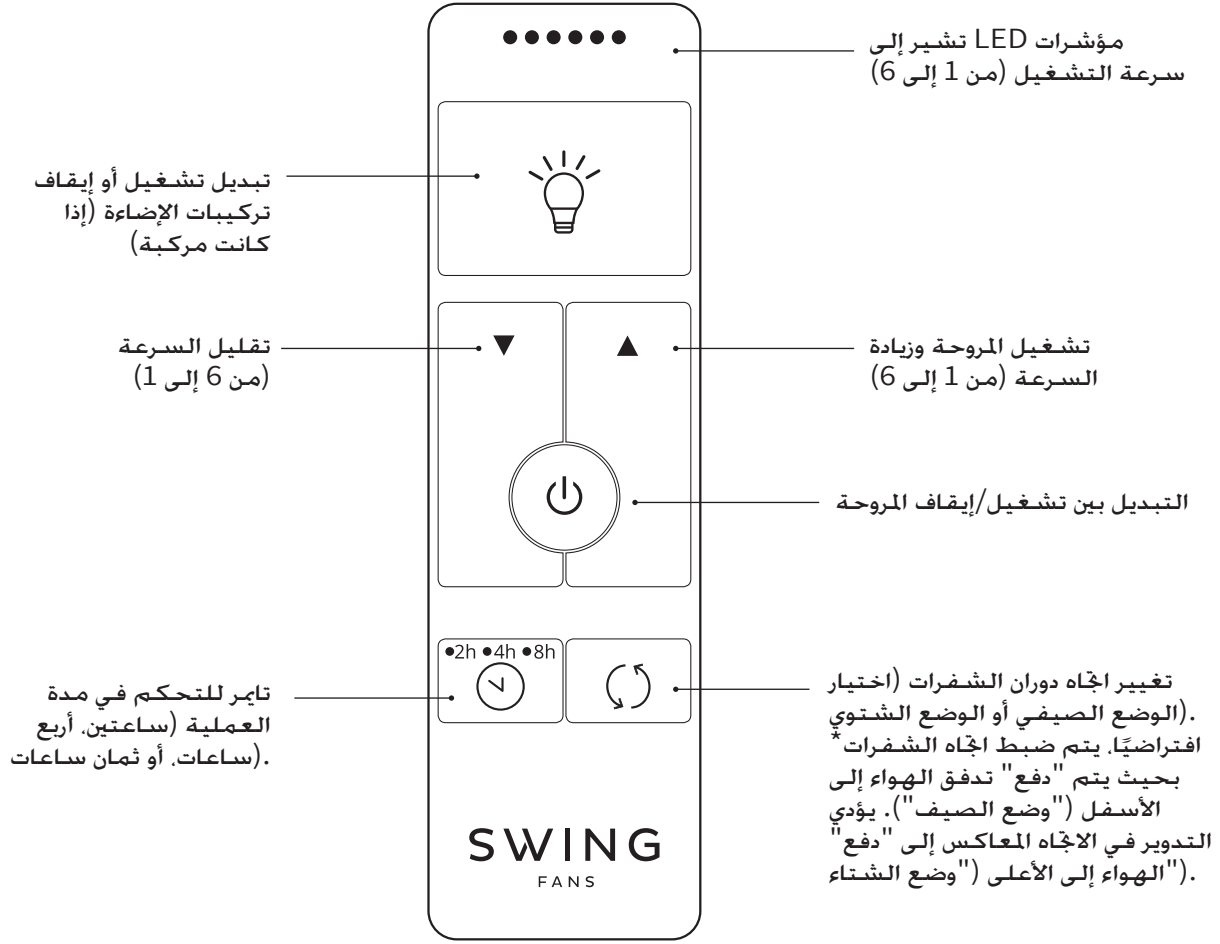 مؤشرات LED تشير إلى
سرعة التشغيل (من 1 إلى 6)
تبديل تشغيل أو إيقاف
تركيبات الإضاءة (إذا
كانت مركبة)
تقليل السرعة
(من 6 إلى 1)
تشغيل المروحة وزيادة
السرعة (من 1 إلى 6)
التبديل بين تشغيل/إيقاف المروحة
2h 4h 8h
تايمر للتحكم في مدة
العملية (ساعتين، أربع
ساعات، أو ثمان ساعات).
تغيير اتجاه دوران الشفرات (اختيار
الوضع الصيفي أو الوضع الشتوي).
*افتراضيًا، يتم ضبط اتجاه الشفرات
بحيث يتم "دفع" تدفق الهواء إلى
الأسفل ("وضع الصيف"). يؤدي
التدوير في الاتجاه المعاكس إلى "دفع"
الهواء إلى الأعلى ("وضع الشتاء").
SWING
FANS